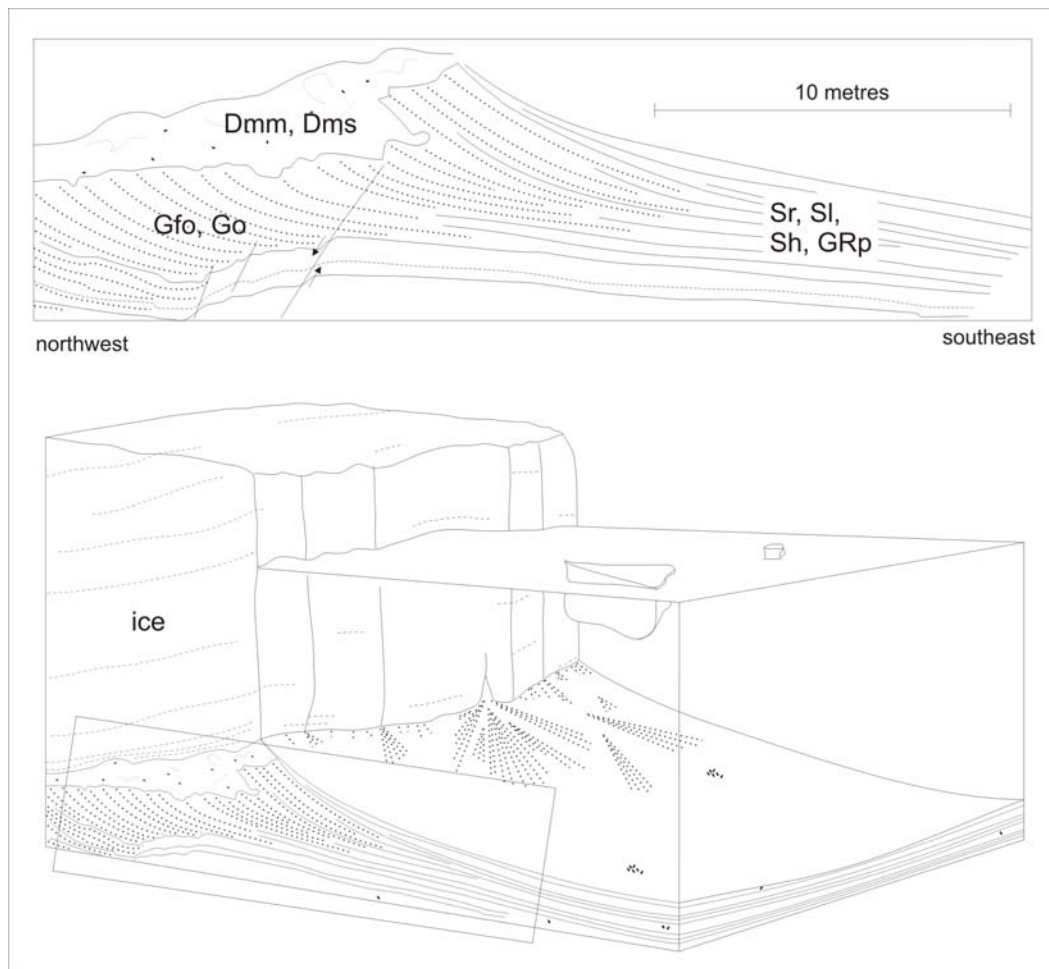 10 metres
Dmm, Dms
Gfo, Go
Sr, Sl,
Sh, GRp
northwest
southeast
ice